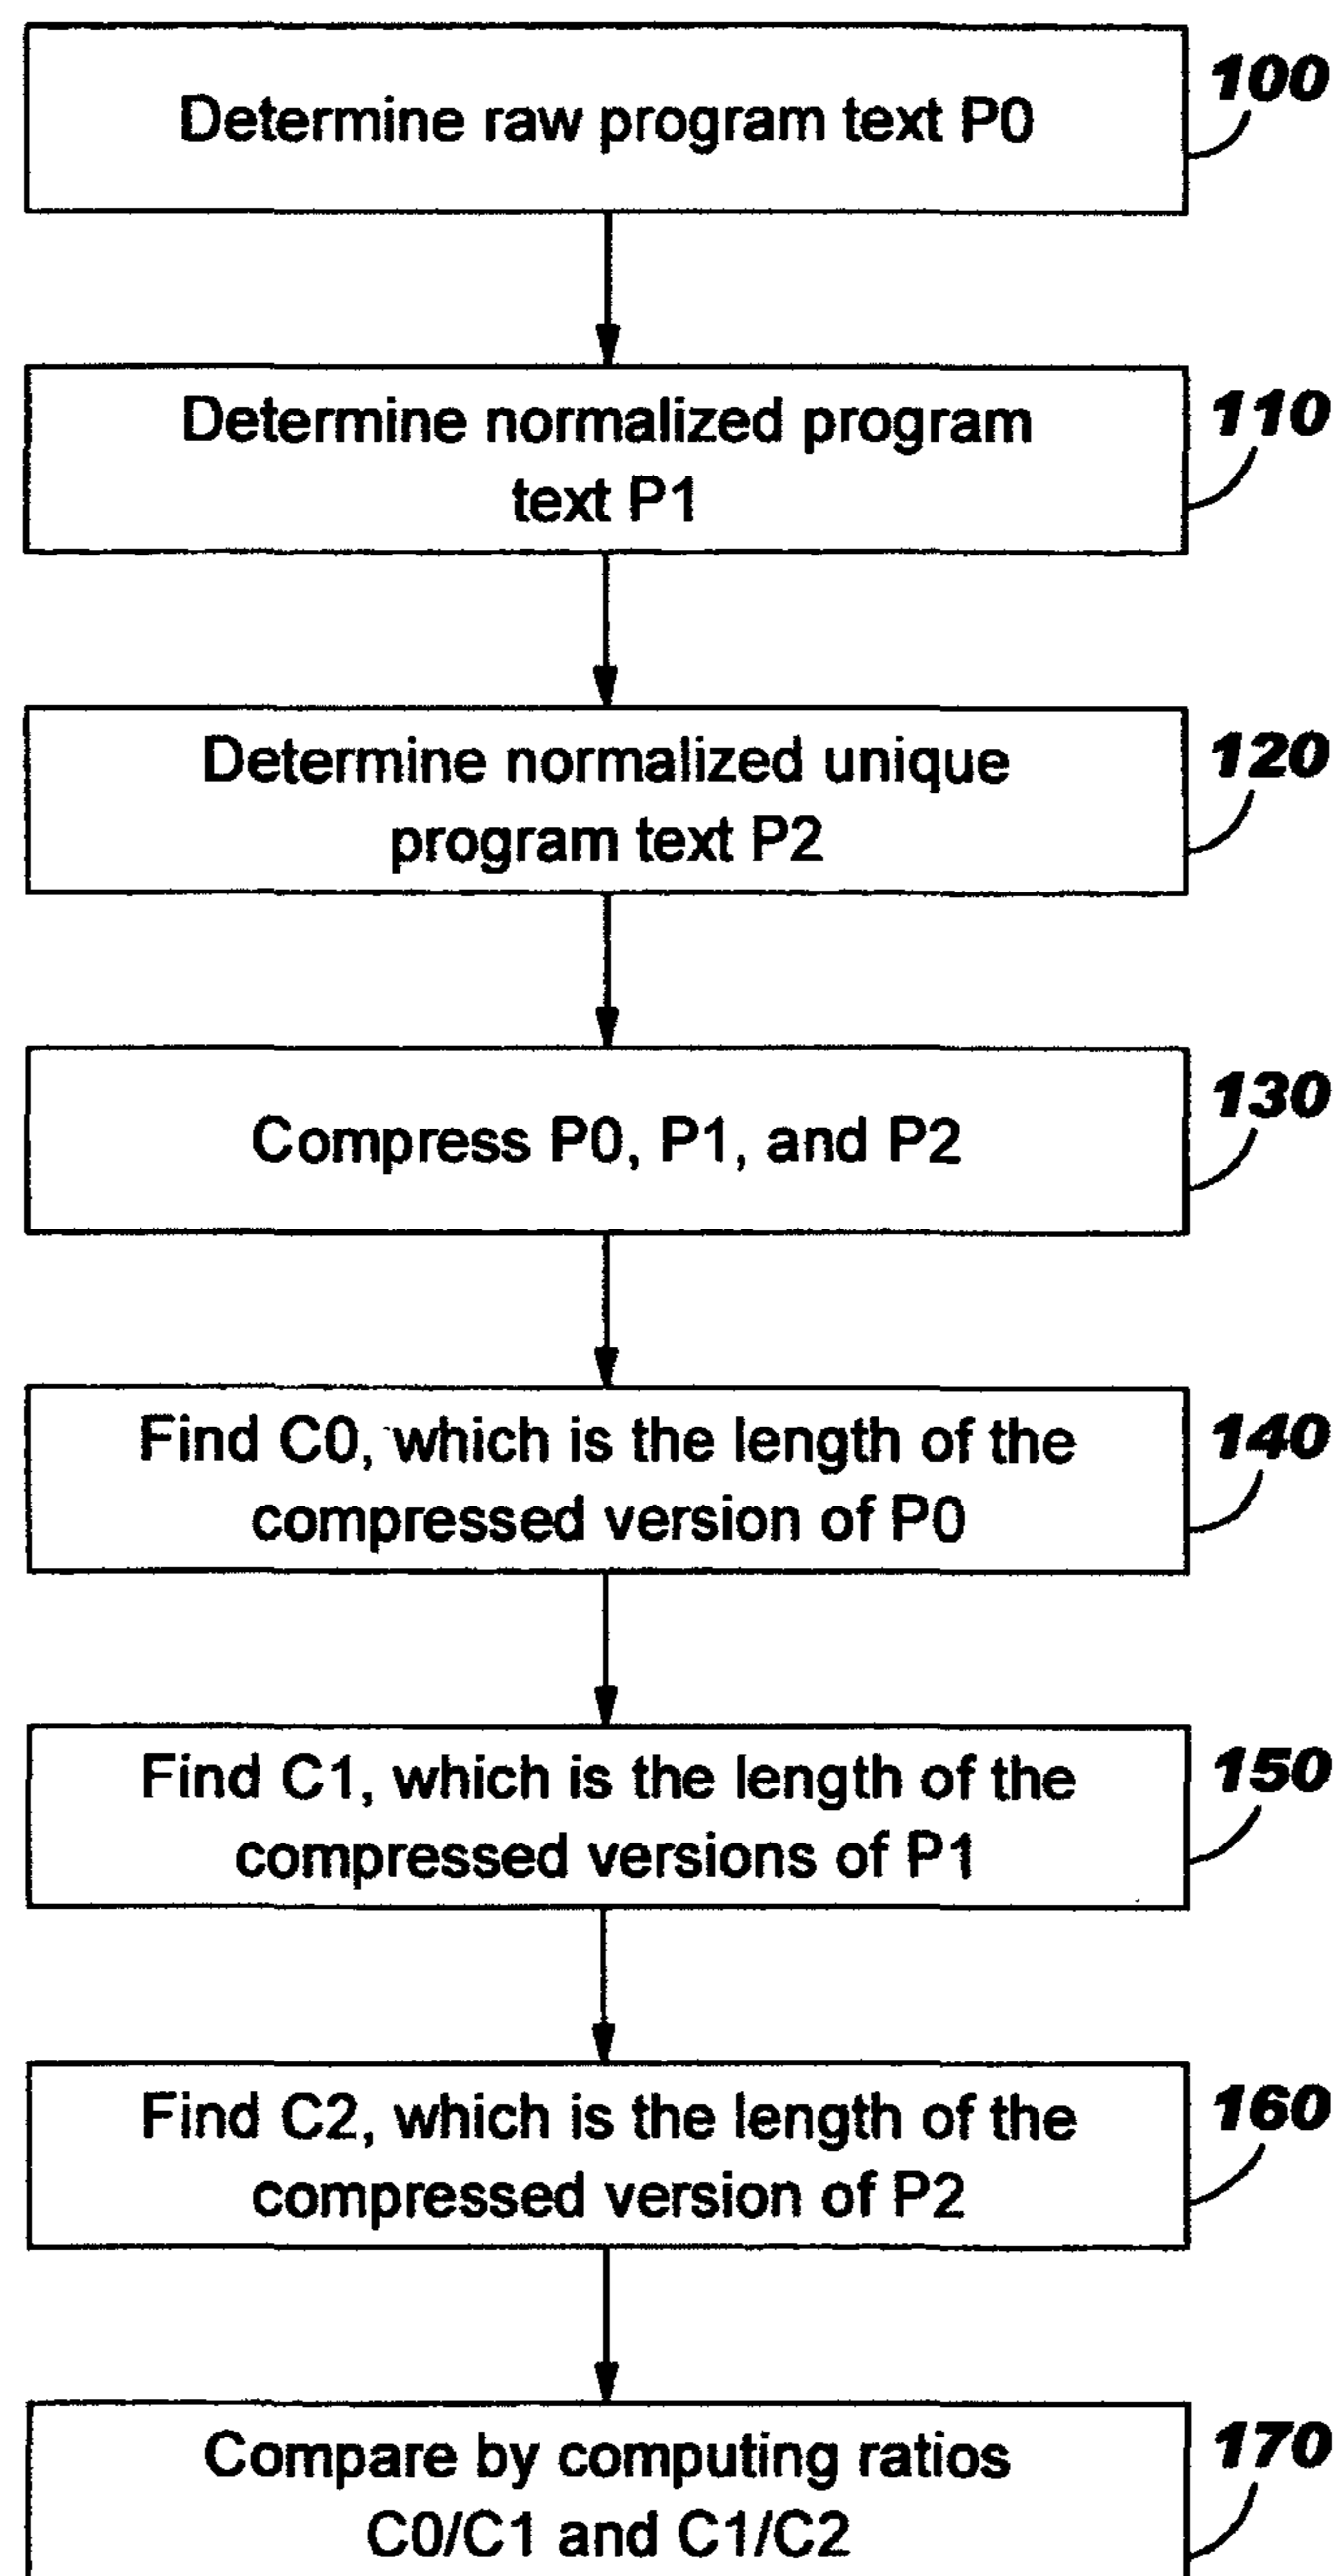 Determine raw program text P0
100
Determine normalized program
text P1
110
Determine normalized unique
program text P2
120
Compress P0, P1, and P2
130
Find C0, which is the length of the
compressed version of P0
140
Find C1, which is the length of the
compressed versions of P1
150
Find C2, which is the length of the
compressed version of P2
160
Compare by computing ratios
C0/C1 and C1/C2
170